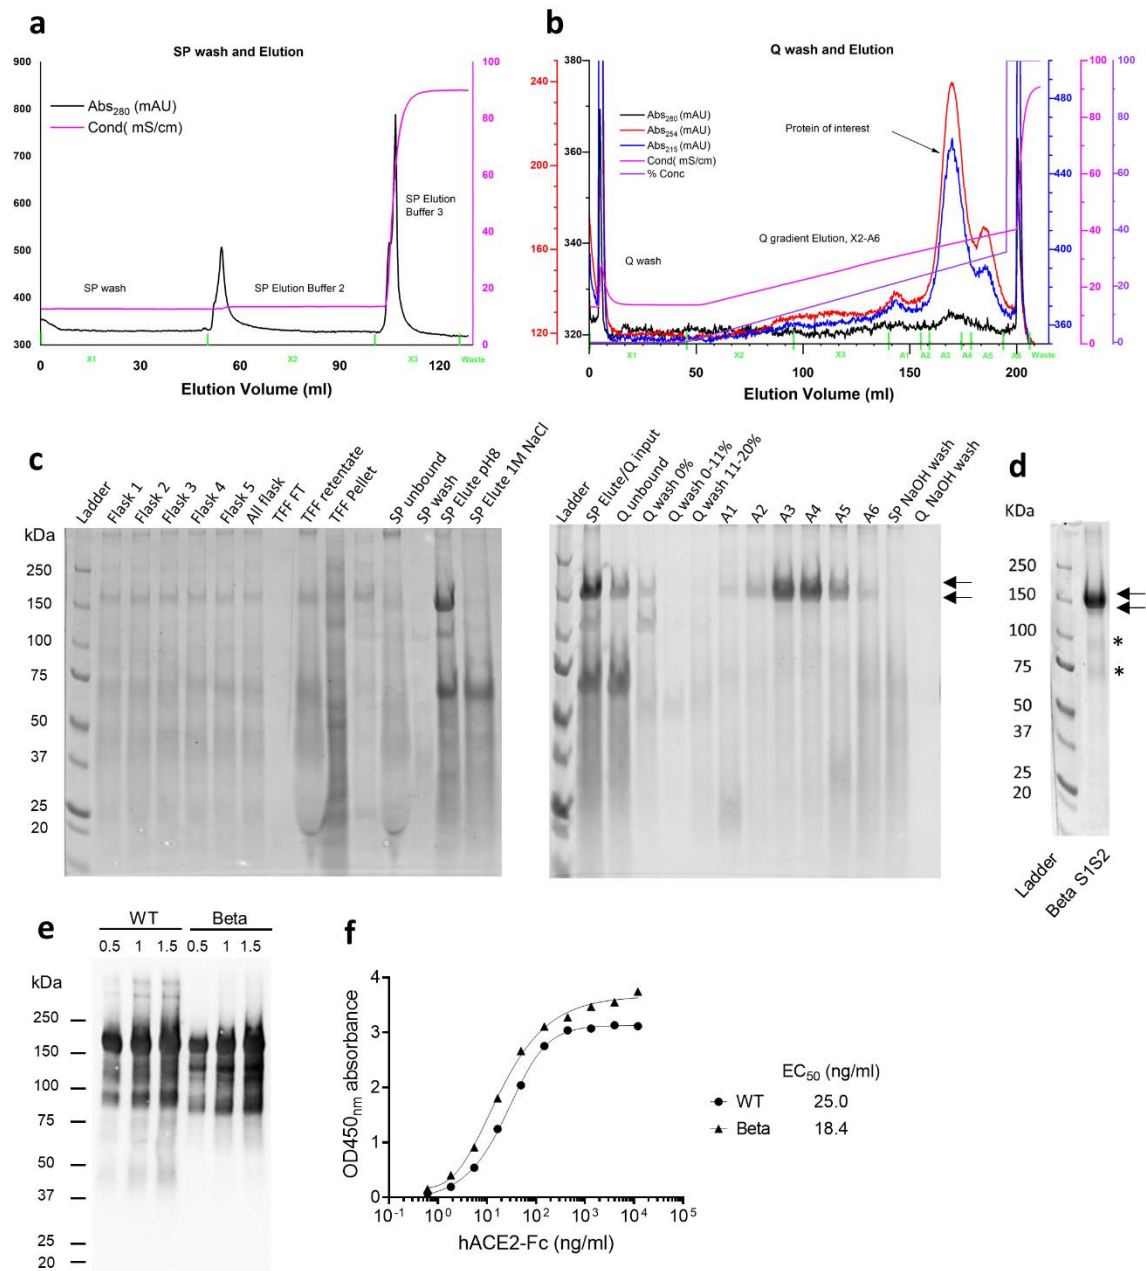 a
SP wash and Elution
900
800
700
600
500
400
300
100
80
60
40
20
0
Abs280 (mAU)
Cond( mS/cm)
SP Elution
Buffer 3
SP wash
SP Elution Buffer 2
X1
X2
X3
Waste
0
30
60
90
120
Elution Volume (ml)
b
Q wash and Elution
240
200
160
120
380
360
340
320
Abs280 (mAU)
Abs254 (mAU)
Abs215 (mAU)
Cond( mS/cm)
% Conc
Protein of interest
Q gradient Elution, X2-A6
Q wash
X1
X2
X3
A1
A2
A3
A4
A5
A6
Waste
480
440
400
360
100
80
60
40
20
0
100
80
60
40
20
0
0
50
100
150
200
Elution Volume (ml)
c
Ladder
Flask 1
Flask 2
Flask 3
Flask 4
Flask 5
All flask
TFF FT
TFF retentate
TFF Pellet
SP unbound
SP wash
SP Elute pH8
SP Elute 1M NaCl
kDa
250
150
100
75
50
37
25
20
Ladder
SP Elute/Q input
Q unbound
Q wash 0%
Q wash 0-11%
Q wash 11-20%
A1
A2
A3
A4
A5
A6
SP NaOH wash
Q NaOH wash
d
KDa
250
150
100
75
50
37
25
20
*
*
Ladder
Beta S1S2
e
WT
Beta
0.5 1 1.5 0.5 1 1.5
kDa
250
150
100
75
50
37
25
20
f
4
3
2
1
0
OD450nm absorbance
10-1
100
101
102
103
104
105
hACE2-Fc (ng/ml)
EC50 (ng/ml)
WT 25.0
Beta 18.4